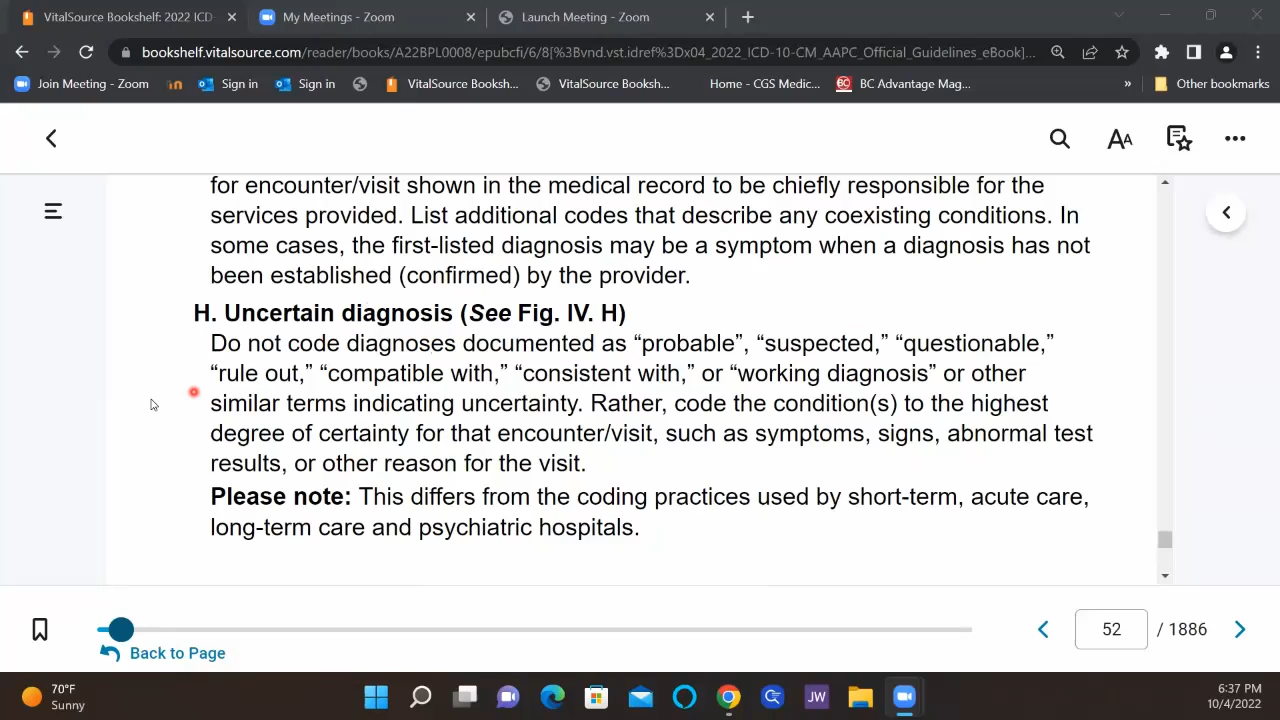 VitalSource Bookshelf: 2022 ICD-
My Meetings - Zoom
Launch Meeting - Zoom
bookshelf.vitalsource.com/reader/books/A22BPL0008/epubcfi/6/8[%3Bvnd.vst.idref%3Dx04_2022_ICD-10-CM_AAPC_Official_Guidelines_eBook]...
Join Meeting - Zoom
Sign in
Sign in
VitalSource Booksh...
VitalSource Booksh...
Home - CGS Medic...
BC Advantage Mag...
»
Other bookmarks
AA
for encounter/visit shown in the medical record to be chiefly responsible for the
services provided. List additional codes that describe any coexisting conditions. In
some cases, the first-listed diagnosis may be a symptom when a diagnosis has not
been established (confirmed) by the provider.
H. Uncertain diagnosis (See Fig. IV. H)
Do not code diagnoses documented as “probable”, “suspected,” “questionable,”
“rule out,” “compatible with,” “consistent with,” or “working diagnosis” or other
similar terms indicating uncertainty. Rather, code the condition(s) to the highest
degree of certainty for that encounter/visit, such as symptoms, signs, abnormal test
results, or other reason for the visit.
Please note: This differs from the coding practices used by short-term, acute care,
long-term care and psychiatric hospitals.
52 / 1886
Back to Page
70°F
Sunny
JW
6:37 PM
10/4/2022